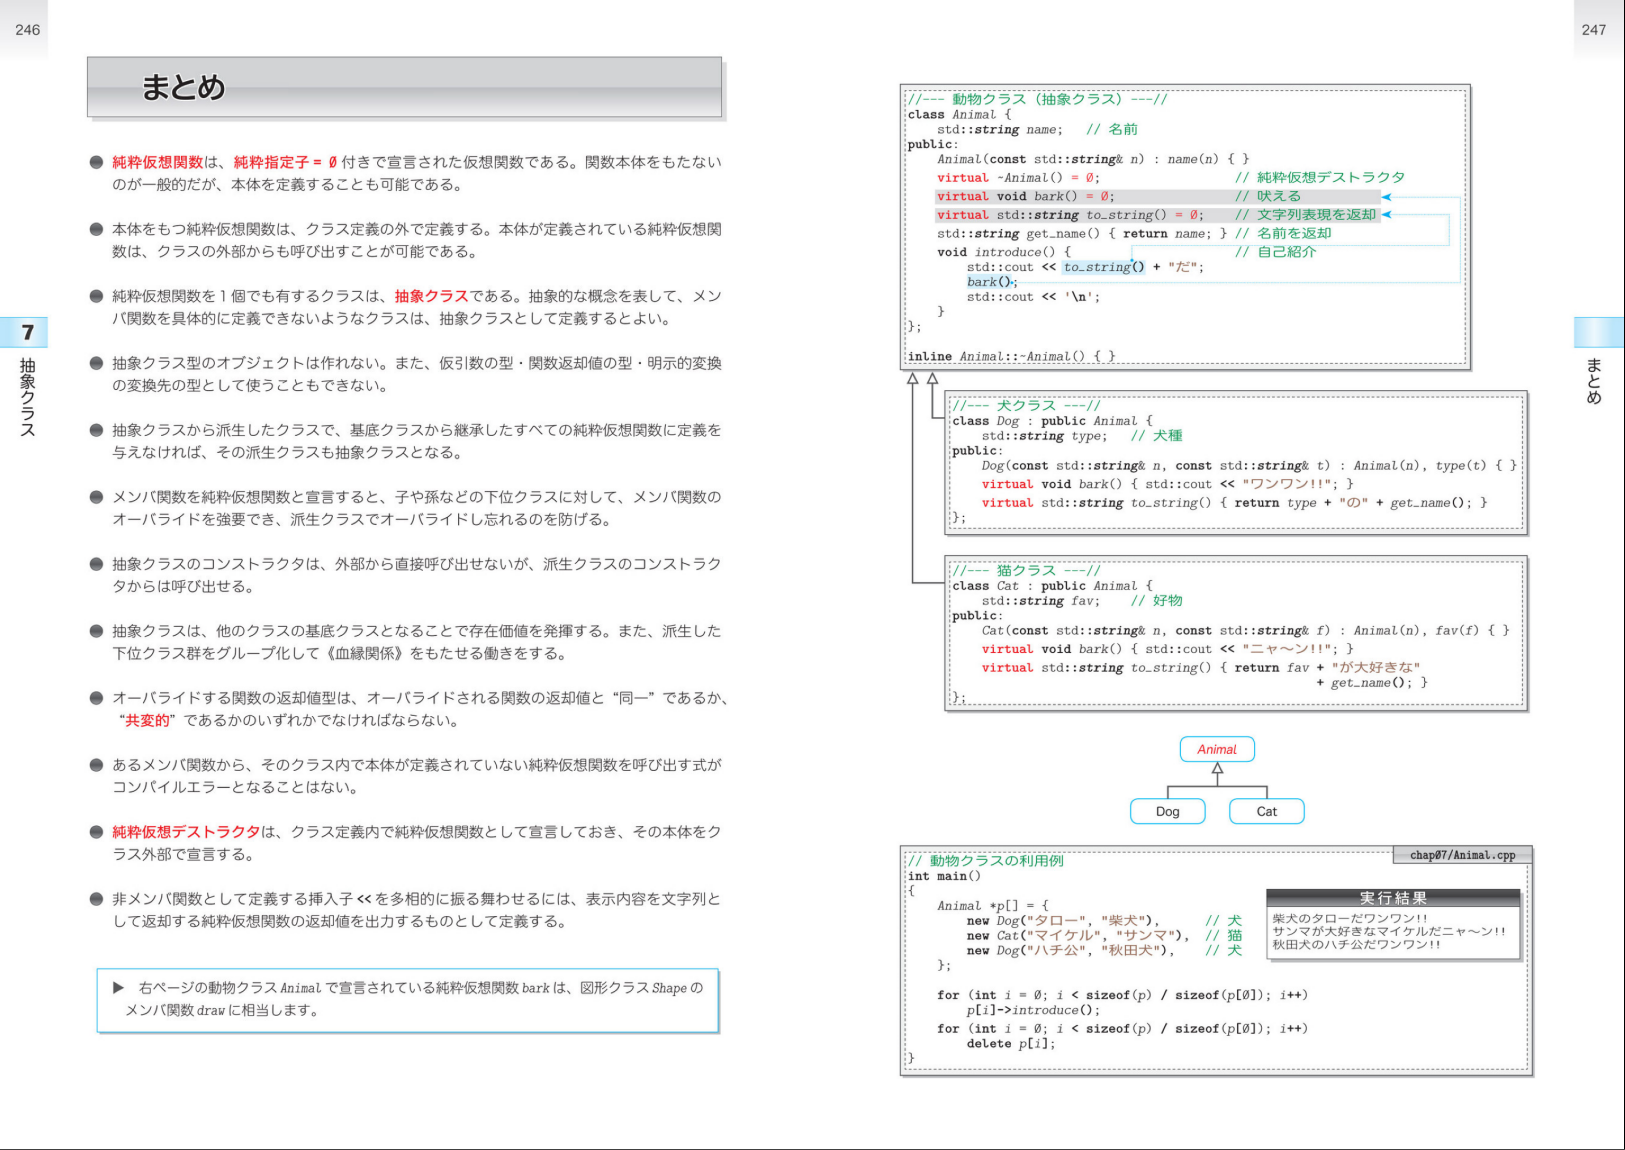 246
まとめ
● 純粋仮想関数は、純粋指定子 = 0 付きで宣言された仮想関数である。関数本体をもたない
のが一般的だが、本体を定義することも可能である。
● 本体をもつ純粋仮想関数は、クラス定義の外で定義する。本体が定義されている純粋仮想関
数は、クラスの外部からも呼び出すことが可能である。
● 純粋仮想関数を１個でも有するクラスは、抽象クラスである。抽象的な概念を表して、メン
バ関数を具体的に定義できないようなクラスは、抽象クラスとして定義するとよい。
● 抽象クラス型のオブジェクトは作れない。また、仮引数の型・関数返却値の型・明示的変換
の変換先の型として使うこともできない。
● 抽象クラスから派生したクラスで、基底クラスから継承したすべての純粋仮想関数に定義を
与えなければ、その派生クラスも抽象クラスとなる。
● メンバ関数を純粋仮想関数と宣言すると、子や孫などの下位クラスに対して、メンバ関数の
オーバライドを強要でき、派生クラスでオーバライドし忘れるのを防げる。
● 抽象クラスのコンストラクタは、外部から直接呼び出せないが、派生クラスのコンストラク
タからは呼び出せる。
● 抽象クラスは、他のクラスの基底クラスとなることで存在価値を発揮する。また、派生した
下位クラス群をグループ化して《血縁関係》をもたせる働きをする。
● オーバライドする関数の返却値型は、オーバライドされる関数の返却値と “同一” であるか、
“共変的” であるかのいずれかでなければならない。
● あるメンバ関数から、そのクラス内で本体が定義されていない純粋仮想関数を呼び出す式が
コンパイルエラーとなることはない。
● 純粋仮想デストラクタは、クラス定義内で純粋仮想関数として宣言しておき、その本体をク
ラス外部で宣言する。
● 非メンバ関数として定義する挿入子 << を多相的に振る舞わせるには、表示内容を文字列と
して返却する純粋仮想関数の返却値を出力するものとして定義する。
▶ 右ページの動物クラス Animal で宣言されている純粋仮想関数 bark は、図形クラス Shape の
メンバ関数 draw に相当します。
7
抽象クラス
247
まとめ
//--- 動物クラス（抽象クラス）---//
class Animal {
std::string name; // 名前
public:
Animal(const std::string& n) : name(n) { }
virtual ~Animal() = 0; // 純粋仮想デストラクタ
virtual void bark() = 0; // 吠える
virtual std::string to_string() = 0; // 文字列表現を返却
std::string get_name() { return name; } // 名前を返却
void introduce() { // 自己紹介
std::cout << to_string() + "だ";
bark();
std::cout << '\n';
}
};
inline Animal::~Animal() { }
//--- 犬クラス ---//
class Dog : public Animal {
std::string type; // 犬種
public:
Dog(const std::string& n, const std::string& t) : Animal(n), type(t) { }
virtual void bark() { std::cout << "ワンワン!!"; }
virtual std::string to_string() { return type + "の" + get_name(); }
};
//--- 猫クラス ---//
class Cat : public Animal {
std::string fav; // 好物
public:
Cat(const std::string& n, const std::string& f) : Animal(n), fav(f) { }
virtual void bark() { std::cout << "ニャ～ン!!"; }
virtual std::string to_string() { return fav + "が大好きな"
+ get_name(); }
};
Animal
Dog Cat
chap07/Animal.cpp
// 動物クラスの利用例
int main()
{
Animal *p[] = {
new Dog("タロー", "柴犬"), // 犬
new Cat("マイケル", "サンマ"), // 猫
new Dog("ハチ公", "秋田犬"), // 犬
};
for (int i = 0; i < sizeof(p) / sizeof(p[0]); i++)
p[i]->introduce();
for (int i = 0; i < sizeof(p) / sizeof(p[0]); i++)
delete p[i];
}
実行結果
柴犬のタローだワンワン!!
サンマが大好きなマイケルだニャ～ン!!
秋田犬のハチ公だワンワン!!